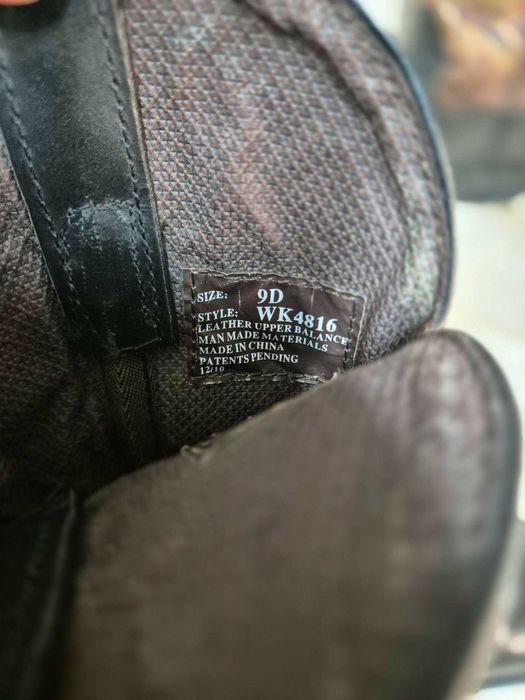 SIZE: 9D
STYLE: WK4816
LEATHER UPPER BALANCE
MAN MADE MATERIALS
MADE IN CHINA
PATENTS PENDING
12/10